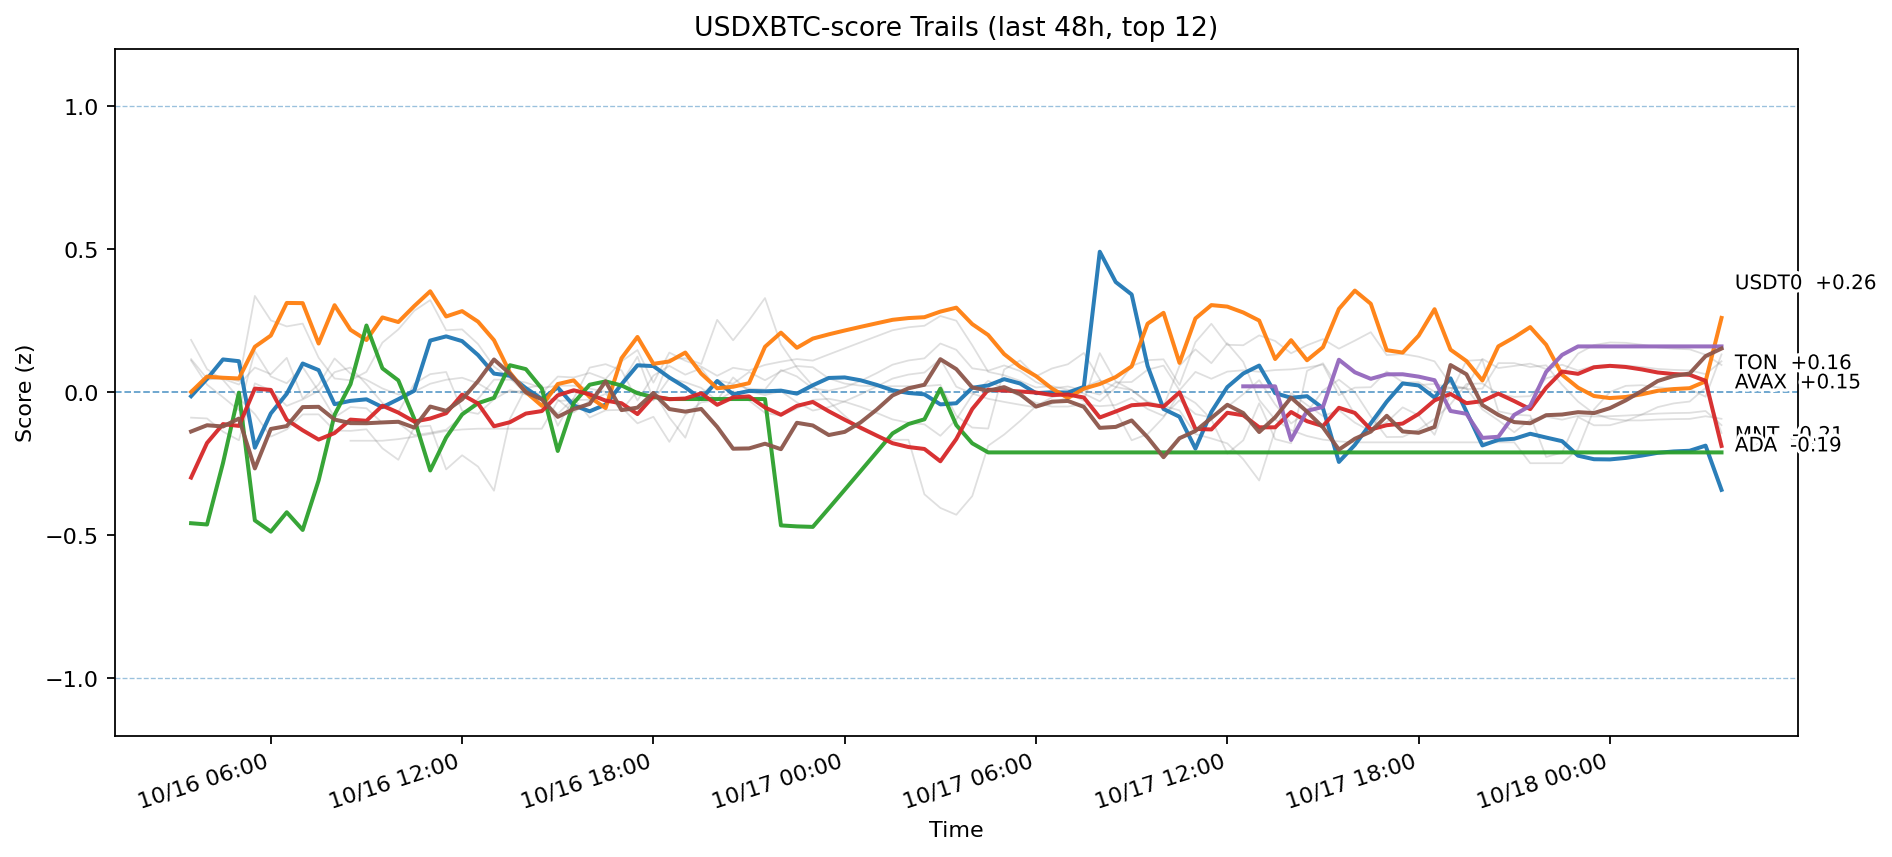 USDXBTC-score Trails (last 48h, top 12)
Score (z)
1.0
0.5
0.0
−0.5
−1.0
USDT0 +0.26
TON +0.16
AVAX +0.15
MNT -0.21
ADA -0.19
10/16 06:00
10/16 12:00
10/16 18:00
10/17 00:00
10/17 06:00
10/17 12:00
10/17 18:00
10/18 00:00
Time